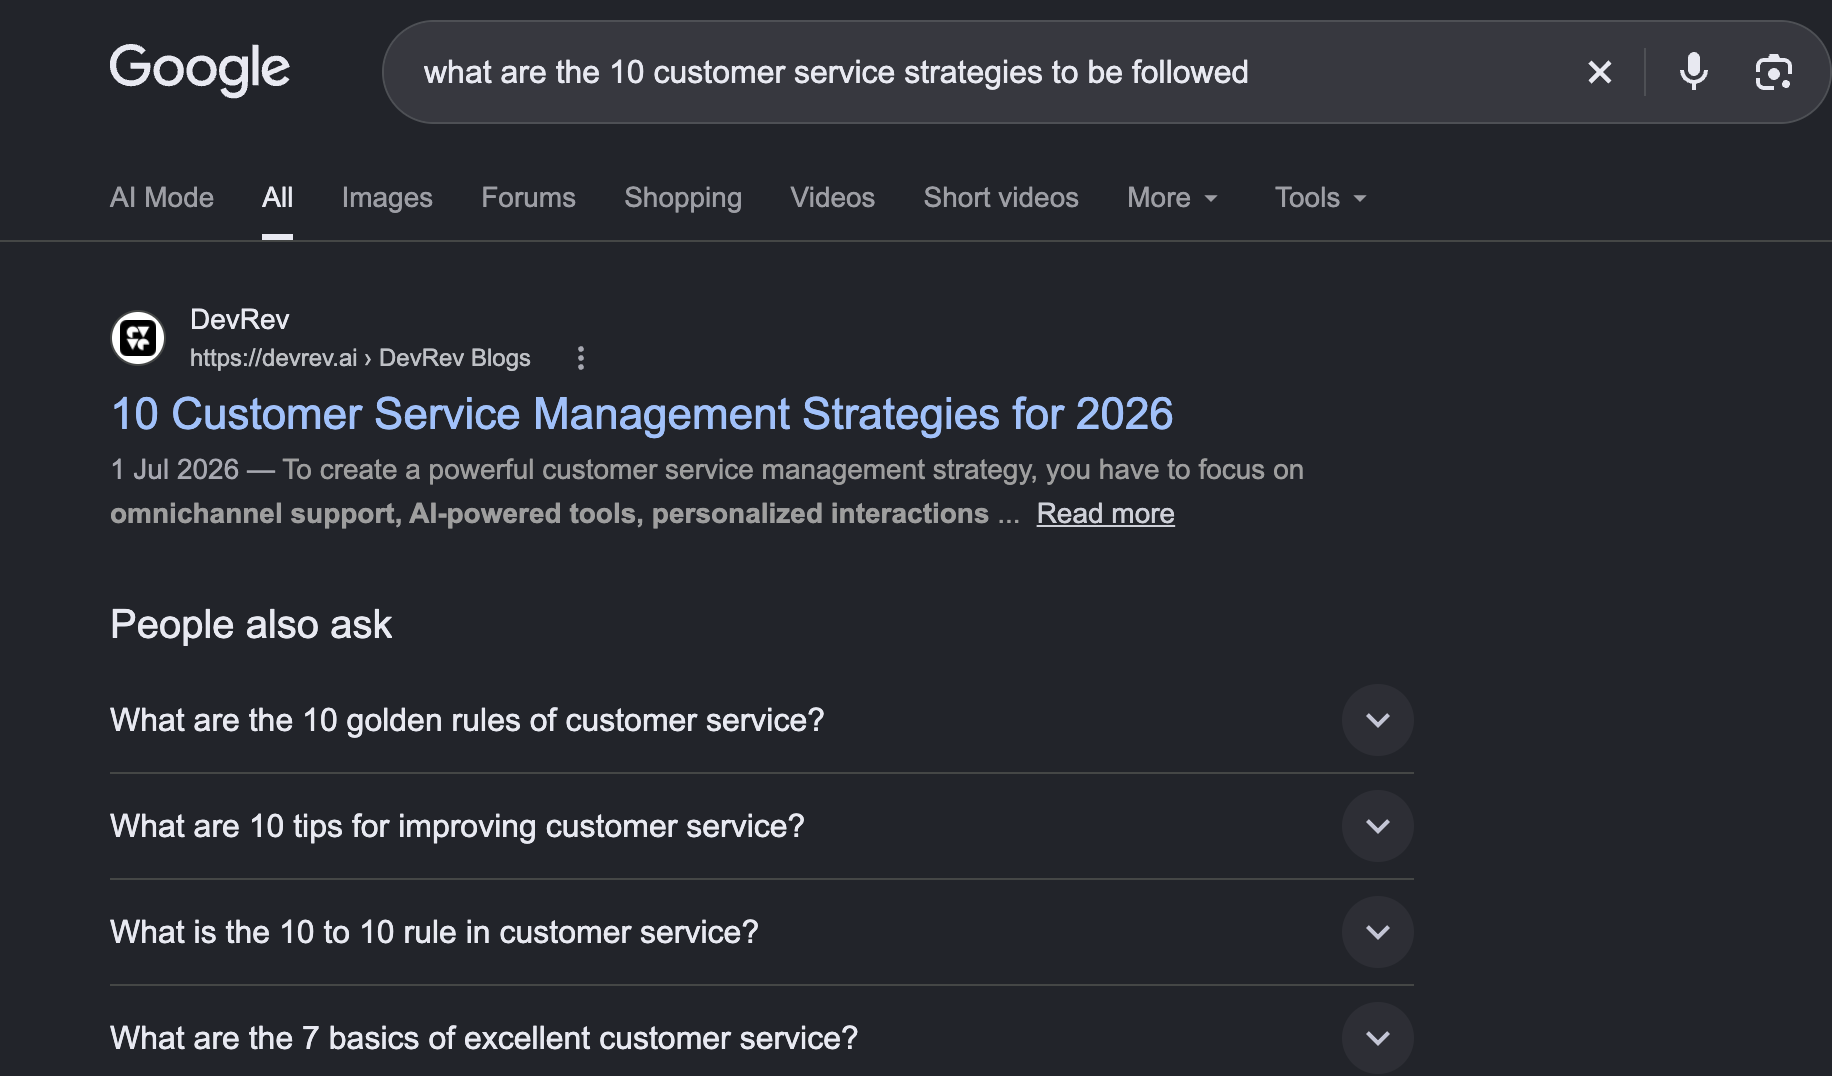 Google
what are the 10 customer service strategies to be followed
AI Mode All Images Forums Shopping Videos Short videos More Tools
DevRev
https://devrev.ai › DevRev Blogs
10 Customer Service Management Strategies for 2026
1 Jul 2026 — To create a powerful customer service management strategy, you have to focus on
omnichannel support, AI-powered tools, personalized interactions ... Read more
People also ask
What are the 10 golden rules of customer service?
What are 10 tips for improving customer service?
What is the 10 to 10 rule in customer service?
What are the 7 basics of excellent customer service?